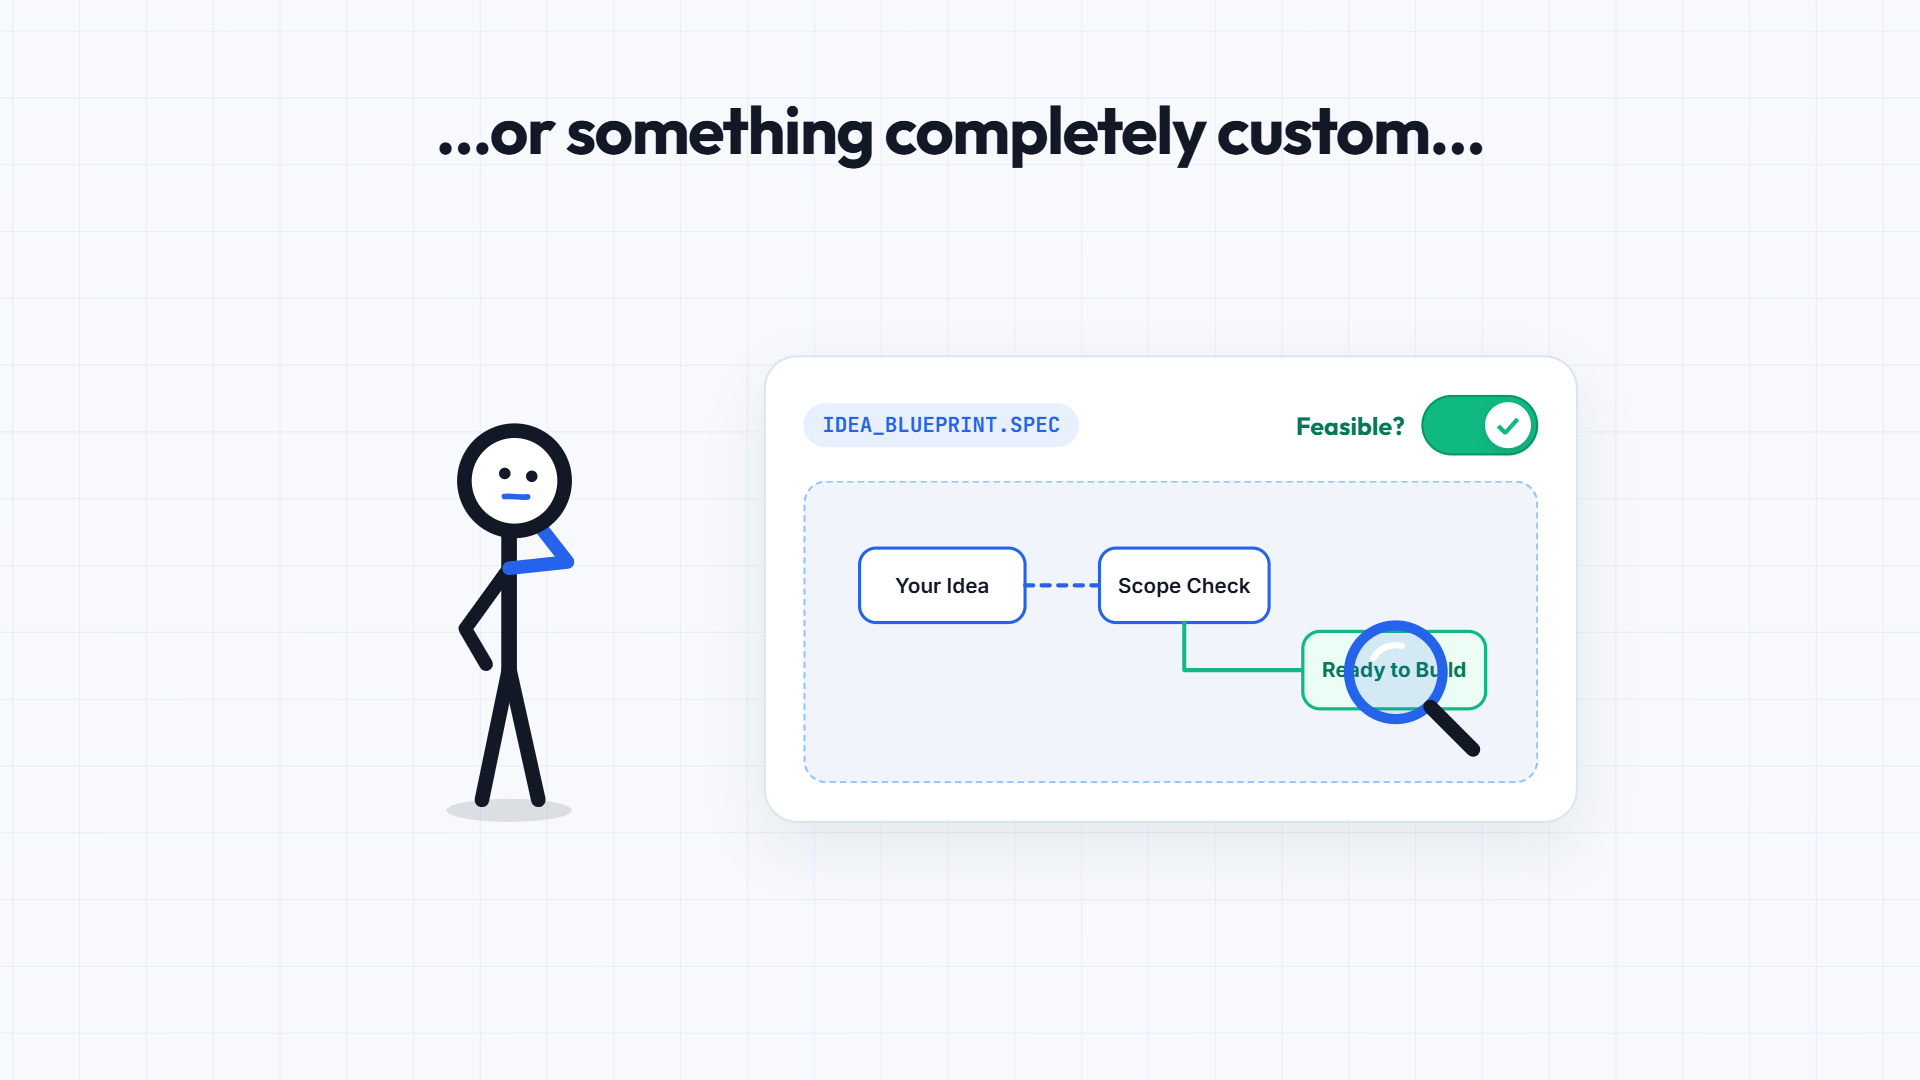 ...or something completely custom...
IDEA_BLUEPRINT.SPEC
Feasible?
Your Idea
Scope Check
Ready to Build